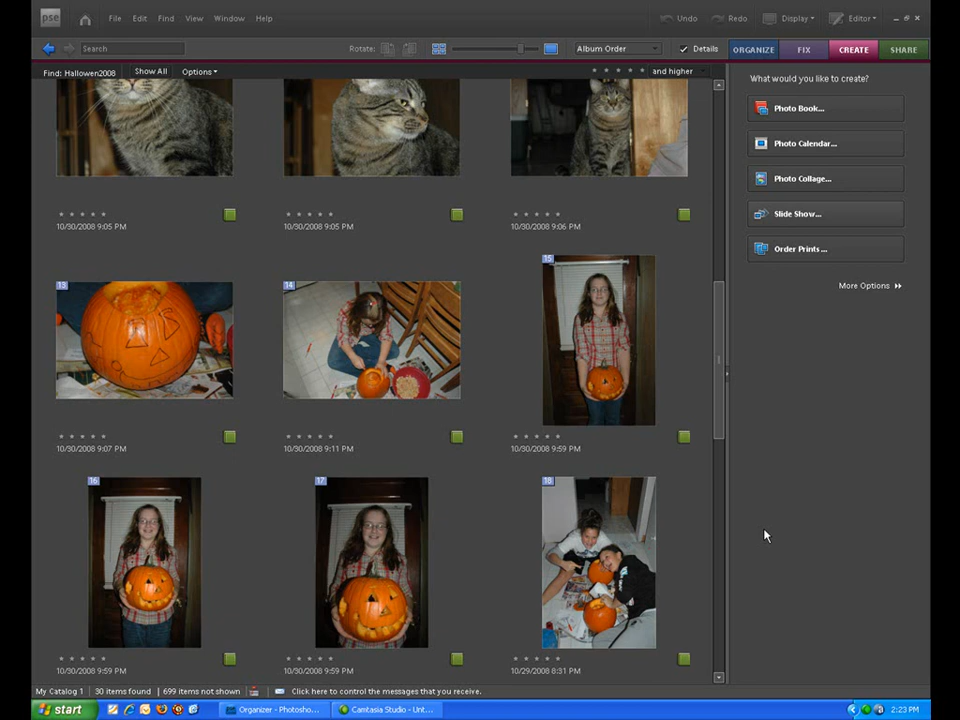 pse File Edit Find View Window Help Undo Redo Display Editor
Search Rotate: Album Order Details ORGANIZE FIX CREATE SHARE
Find: Hallowen2008 Show All Options and higher
What would you like to create?
Photo Book...
Photo Calendar...
Photo Collage...
Slide Show...
Order Prints ...
More Options
10/30/2008 9:05 PM 10/30/2008 9:05 PM 10/30/2008 9:06 PM
13 14 15
10/30/2008 9:07 PM 10/30/2008 9:11 PM 10/30/2008 9:59 PM
16 17 18
10/30/2008 9:59 PM 10/30/2008 9:59 PM 10/29/2008 8:31 PM
My Catalog 1 30 items found 699 items not shown Click here to control the messages that you receive.
start Organizer - Photosho... Camtasia Studio - Unt... 2:23 PM